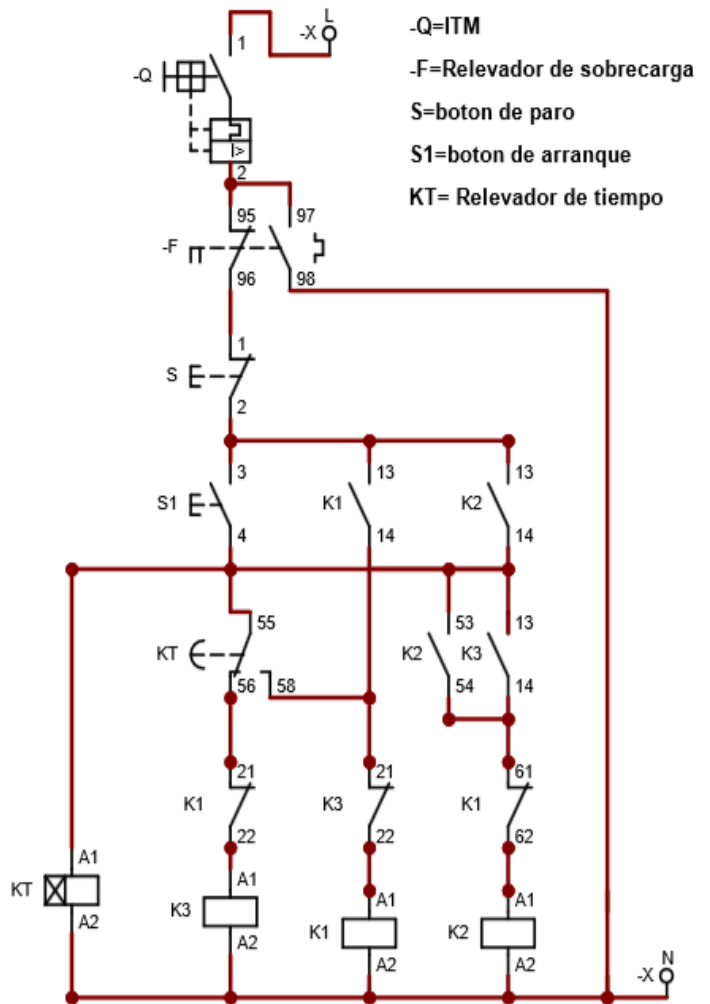 L
-X
1
-Q
I>
2
-Q=ITM
-F=Relevador de sobrecarga
S=boton de paro
S1=boton de arranque
KT= Relevador de tiempo
95 97
-F
96 98
1
S
2
3 13 13
S1 K1 K2
4 14 14
55 53 13
KT K2 K3
56 58 54 14
21 21 61
K1 K3 K1
22 22 62
A1 A1 A1 A1
KT K3 K1 K2
A2 A2 A2 A2
N
-X